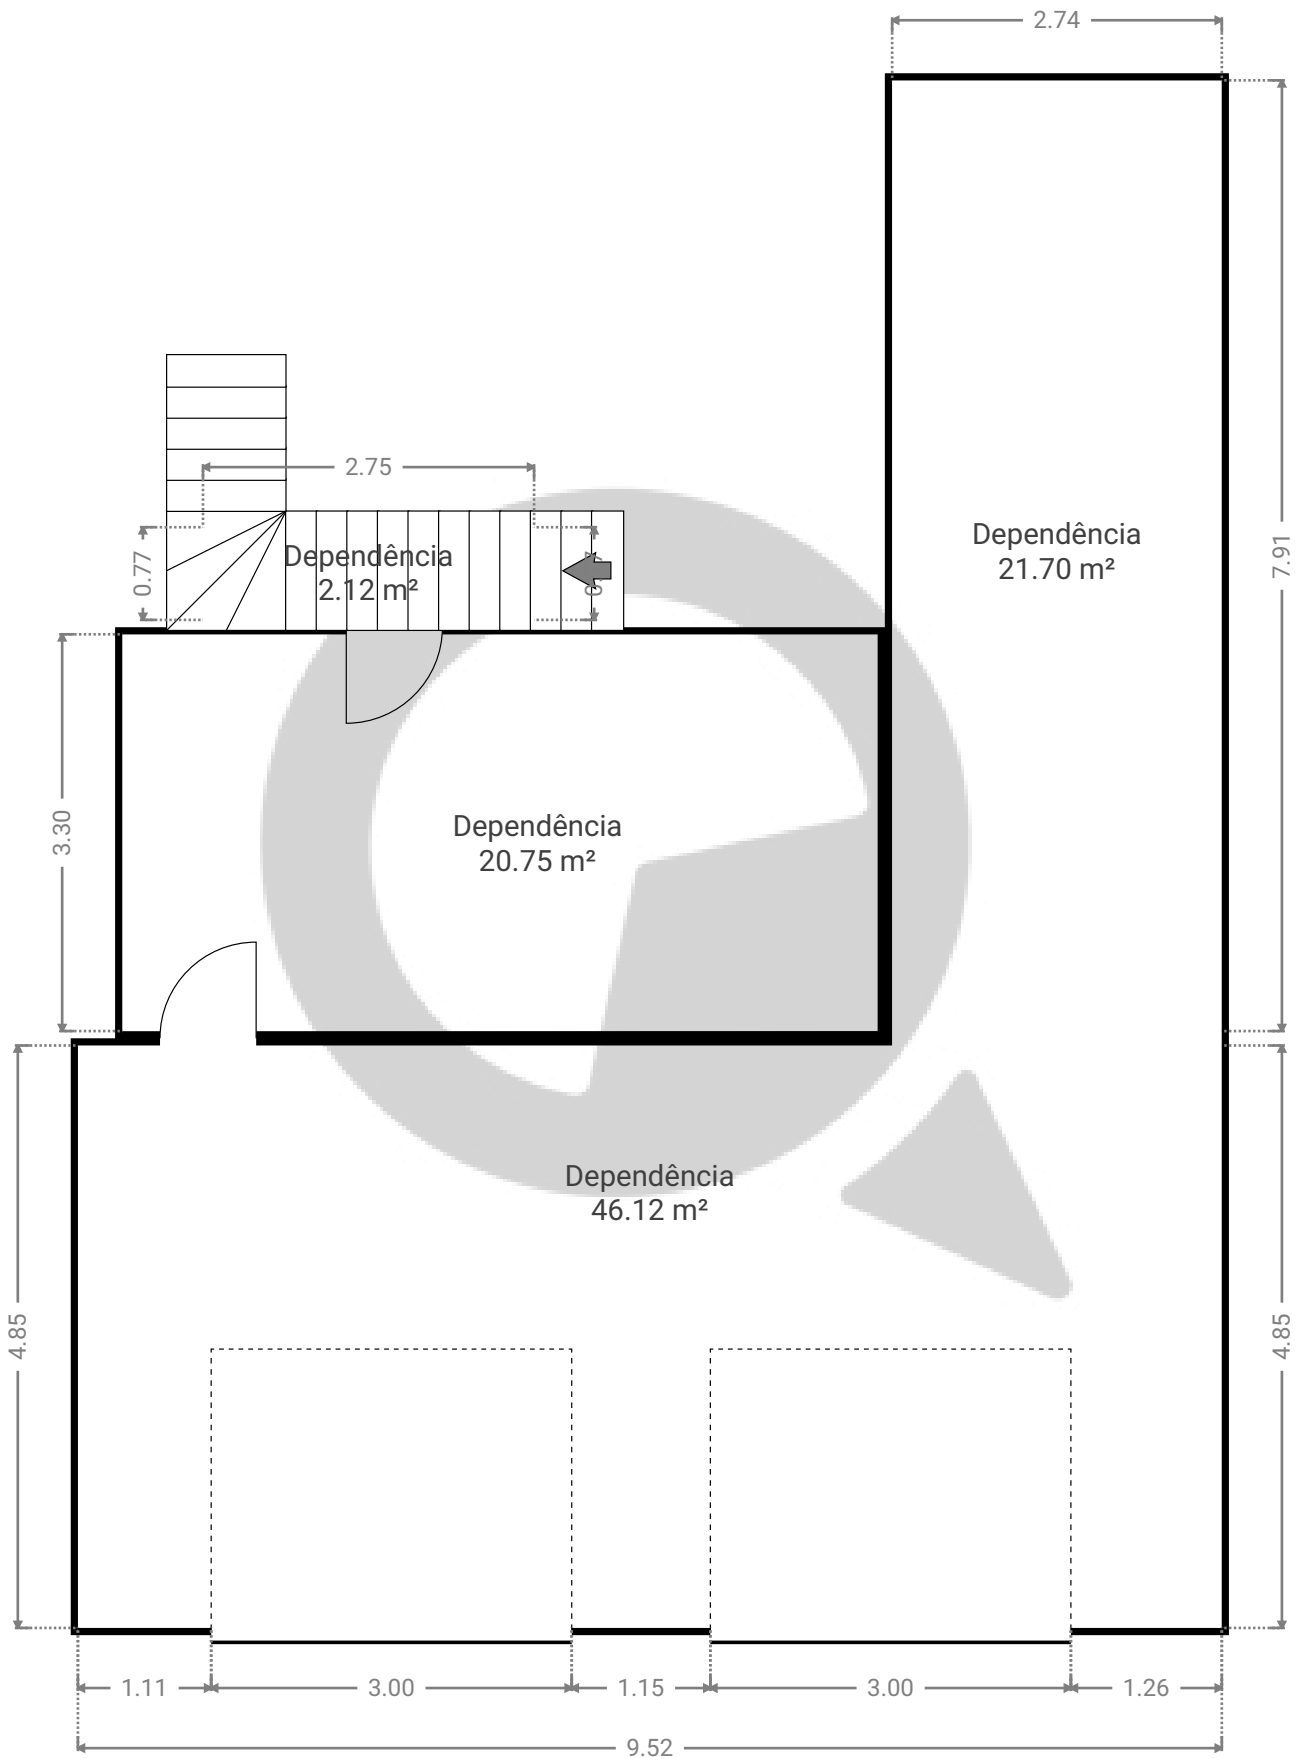 2.74
7.91
2.75
Dependência
21.70 m²
0.77
Dependência
2.12 m²
3.30
Dependência
20.75 m²
Dependência
46.12 m²
4.85
4.85
1.11
3.00
1.15
3.00
1.26
9.52